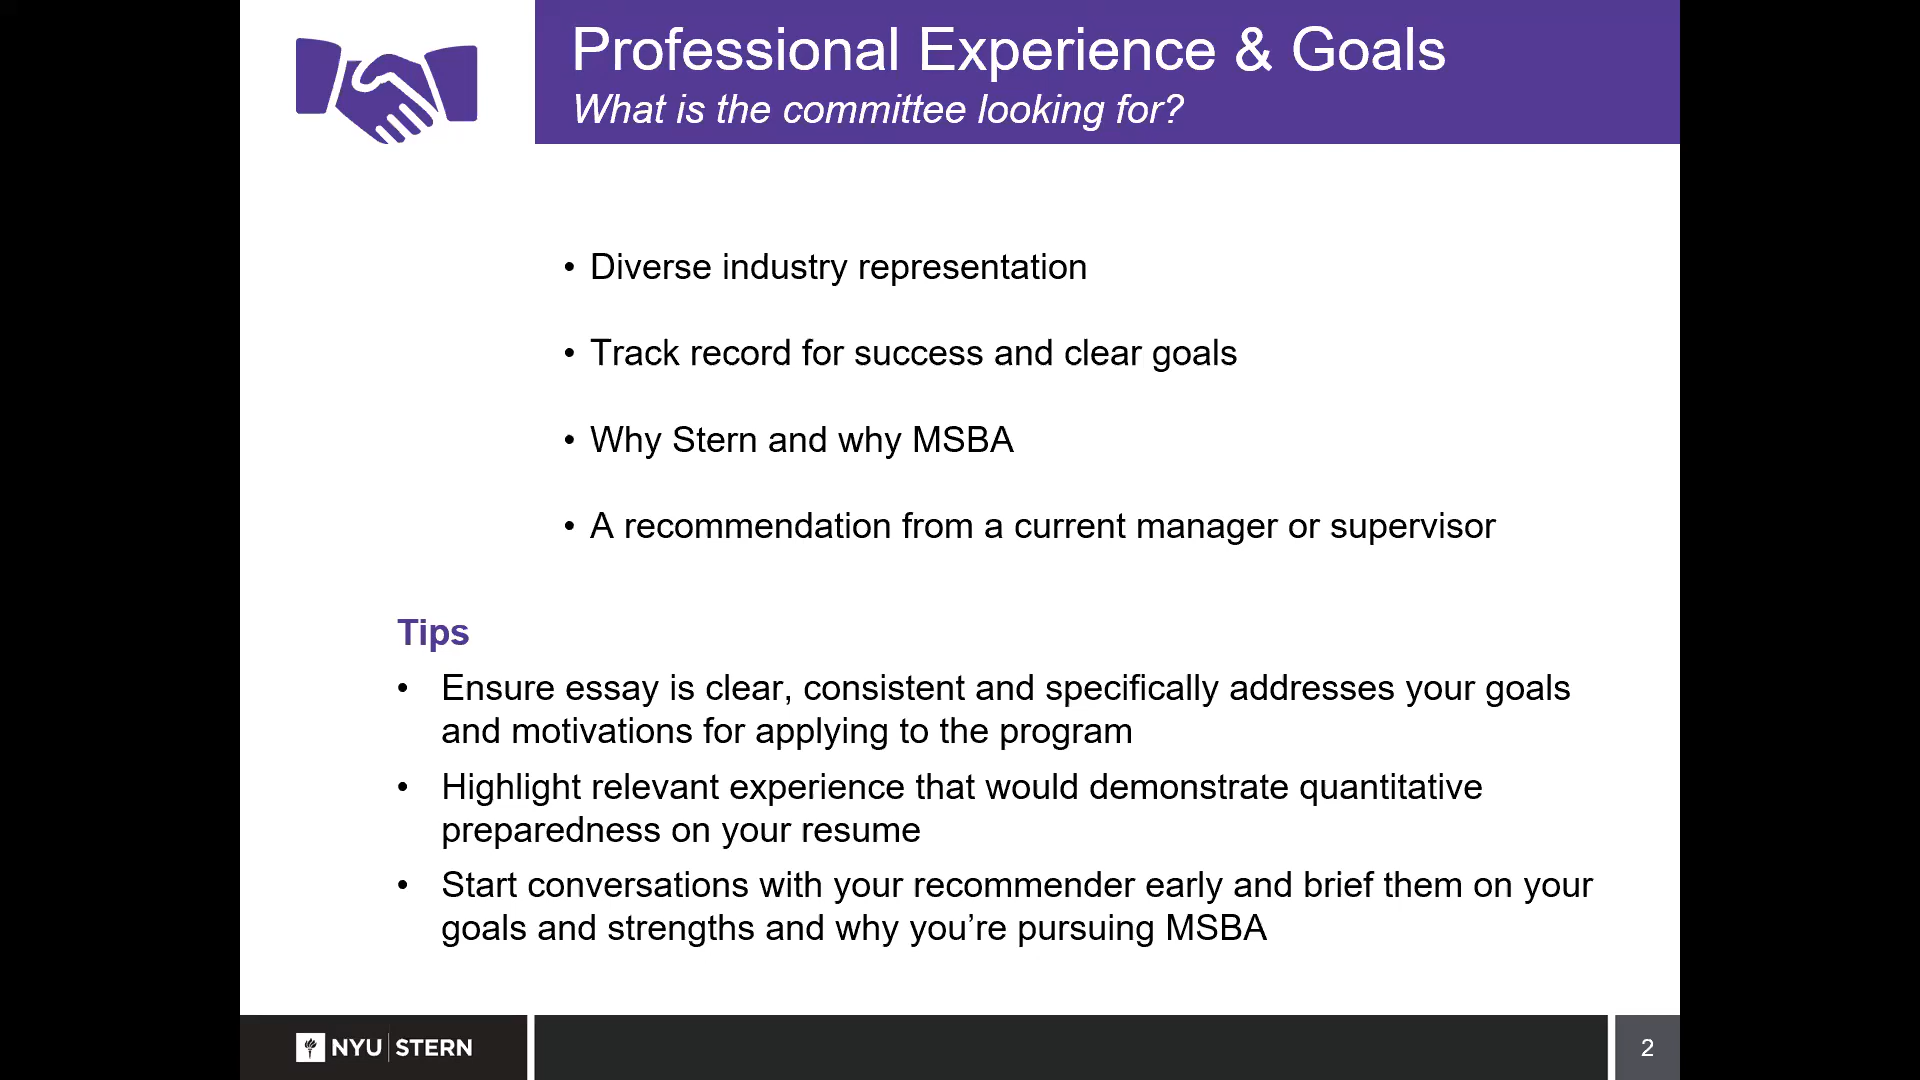 Professional Experience & Goals
What is the committee looking for?
• Diverse industry representation
• Track record for success and clear goals
• Why Stern and why MSBA
• A recommendation from a current manager or supervisor
Tips
• Ensure essay is clear, consistent and specifically addresses your goals
and motivations for applying to the program
• Highlight relevant experience that would demonstrate quantitative
preparedness on your resume
• Start conversations with your recommender early and brief them on your
goals and strengths and why you’re pursuing MSBA
NYU | STERN
2